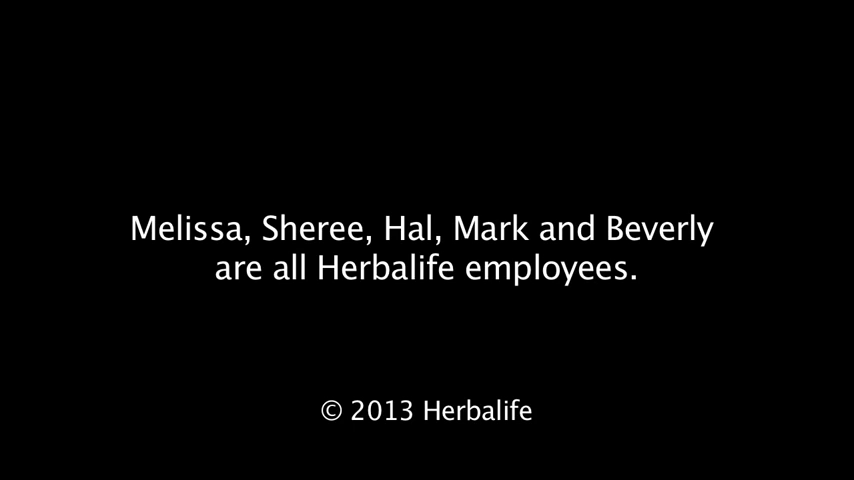 Melissa, Sheree, Hal, Mark and Beverly
are all Herbalife employees.
© 2013 Herbalife